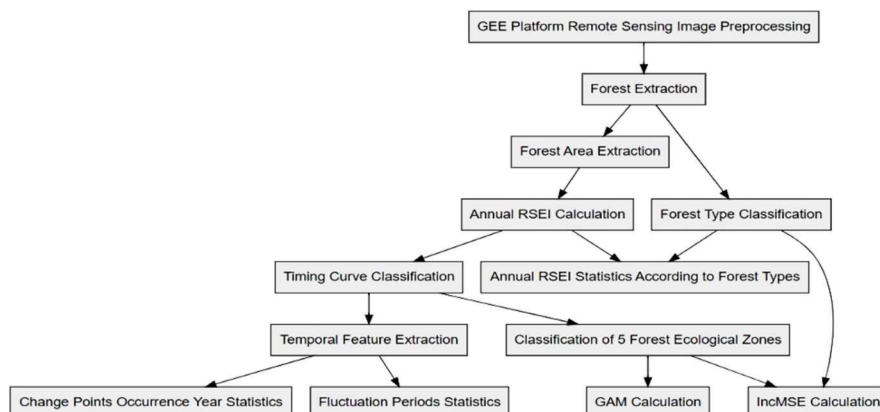 GEE Platform Remote Sensing Image Preprocessing
Forest Extraction
Forest Area Extraction
Annual RSEI Calculation
Forest Type Classification
Timing Curve Classification
Annual RSEI Statistics According to Forest Types
Temporal Feature Extraction
Classification of 5 Forest Ecological Zones
Change Points Occurrence Year Statistics
Fluctuation Periods Statistics
GAM Calculation
IncMSE Calculation